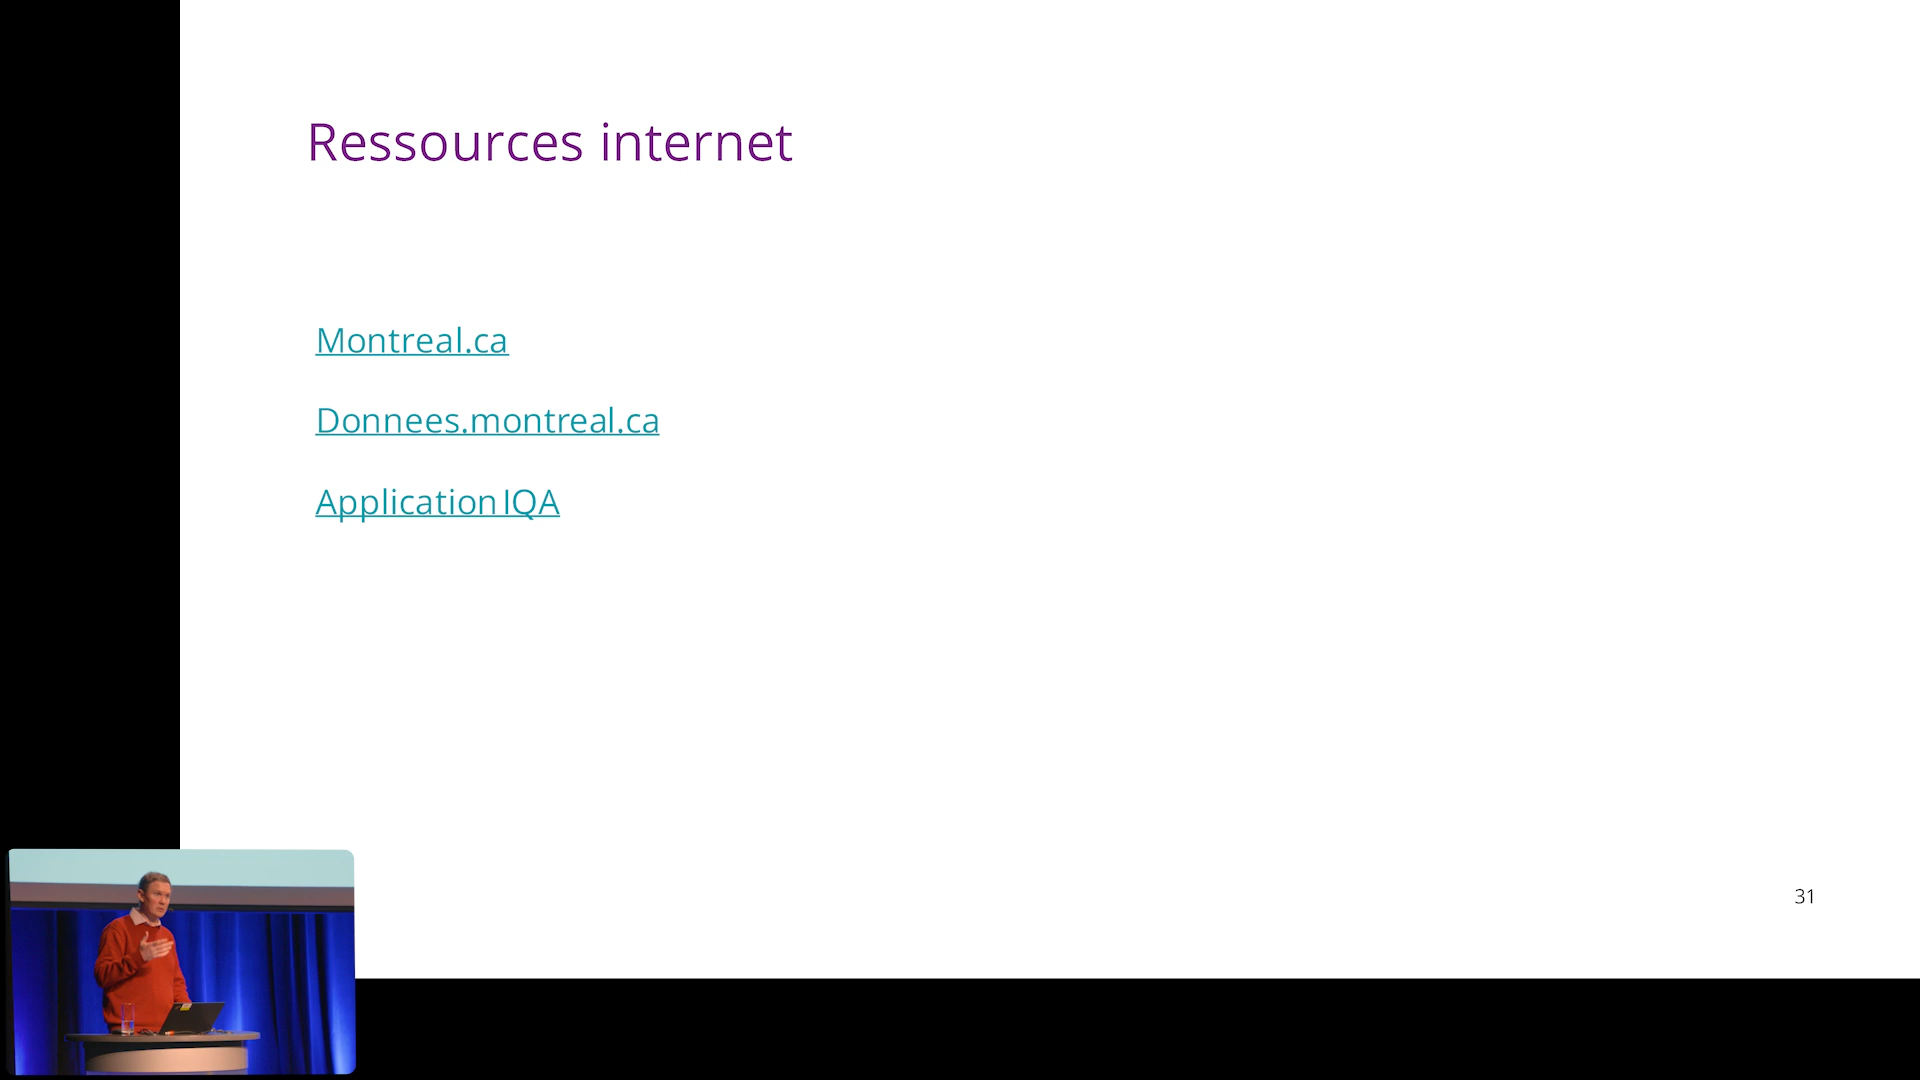 Ressources internet
Montreal.ca
Donnees.montreal.ca
Application IQA
31